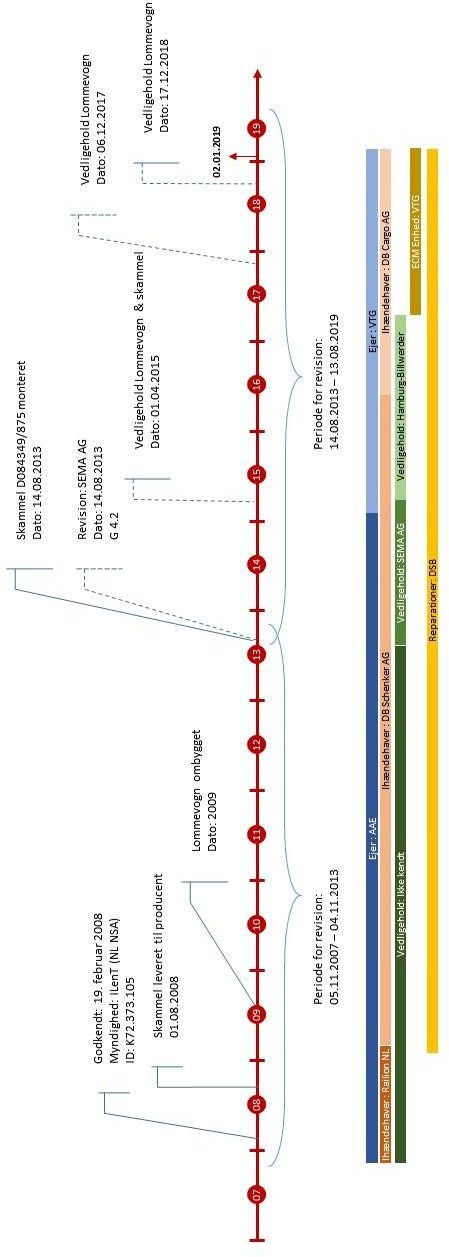 Godkendt: 19. februar 2008
Myndighed: ILenT (NL NSA)
ID: K72.373.105
Skammel leveret til producent
01.08.2008
Lommevogn ombygget
Dato: 2009
Skammel D084349/875 monteret
Dato: 14.08.2013
Revision: SEMA AG
Dato: 14.08.2013
G 4.2
Vedligehold Lommevogn & skammel
Dato: 01.04.2015
Vedligehold Lommevogn
Dato: 06.12.2017
Vedligehold Lommevogn
Dato: 17.12.2018
02.01.2019
07
08
09
10
11
12
13
14
15
16
17
18
19
Periode for revision:
05.11.2007 – 04.11.2013
Periode for revision:
14.08.2013 – 13.08.2019
Ejer : AAE
Ejer : VTG
Ihændehaver : Railion NL
Ihændehaver : DB Schenker AG
Ihændehaver : DB Cargo AG
Vedligehold: Ikke kendt
Vedligehold: SEMA AG
Vedligehold: Hamburg-Billwerder
ECM Enhed: VTG
Reparationer: DSB